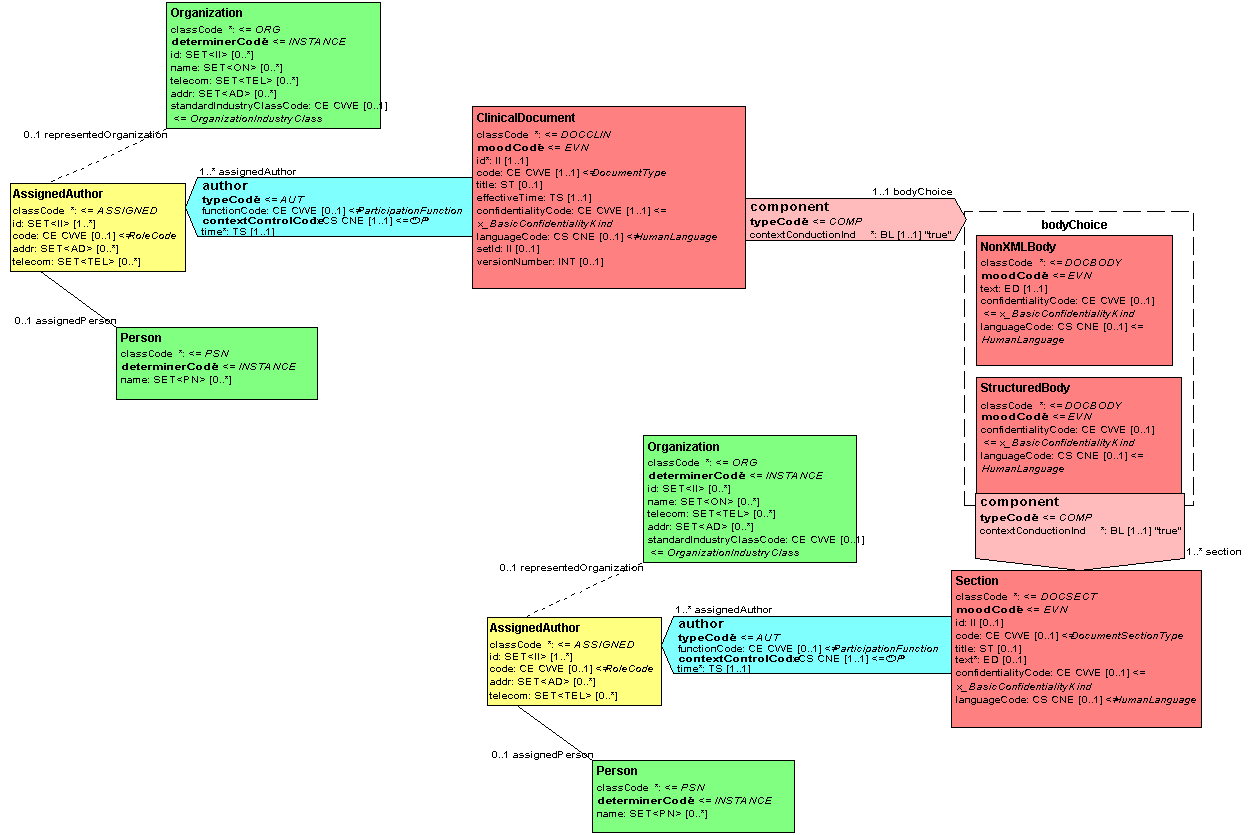 Organization
classCode *: <= ORG
determinerCode*: <= INSTANCE
id: SET<II> [0..*]
name: SET<ON> [0..*]
telecom: SET<TEL> [0..*]
addr: SET<AD> [0..*]
standardIndustryClassCode: CE CWE [0..1]
<= OrganizationIndustryClass
0..1 representedOrganization
AssignedAuthor
classCode *: <= ASSIGNED
id: SET<II> [1..*]
code: CE CWE [0..1] <= RoleCode
addr: SET<AD> [0..*]
telecom: SET<TEL> [0..*]
1..* assignedAuthor
author
typeCode*: <= AUT
functionCode: CE CWE [0..1] <= ParticipationFunction
contextControlCode*: CS CNE [1..1] <= OP
time*: TS [1..1]
0..1 assignedPerson
Person
classCode *: <= PSN
determinerCode*: <= INSTANCE
name: SET<PN> [0..*]
ClinicalDocument
classCode *: <= DOCCLIN
moodCode*: <= EVN
id*: II [1..1]
code: CE CWE [1..1] <= DocumentType
title: ST [0..1]
effectiveTime: TS [1..1]
confidentialityCode: CE CWE [1..1] <=
x_BasicConfidentialityKind
languageCode: CS CNE [0..1] <= HumanLanguage
setId: II [0..1]
versionNumber: INT [0..1]
1..1 bodyChoice
component
typeCode*: <= COMP
contextConductionInd *: BL [1..1] "true"
bodyChoice
NonXMLBody
classCode *: <= DOCBODY
moodCode*: <= EVN
text: ED [1..1]
confidentialityCode: CE CWE [0..1]
<= x_BasicConfidentialityKind
languageCode: CS CNE [0..1] <=
HumanLanguage
StructuredBody
classCode *: <= DOCBODY
moodCode*: <= EVN
confidentialityCode: CE CWE [0..1]
<= x_BasicConfidentialityKind
languageCode: CS CNE [0..1] <=
HumanLanguage
component
typeCode*: <= COMP
contextConductionInd *: BL [1..1] "true"
1..* section
Section
classCode *: <= DOCSECT
moodCode*: <= EVN
id: II [0..1]
code: CE CWE [0..1] <= DocumentSectionType
title: ST [0..1]
text*: ED [0..1]
confidentialityCode: CE CWE [0..1] <=
x_BasicConfidentialityKind
languageCode: CS CNE [0..1] <= HumanLanguage
Organization
classCode *: <= ORG
determinerCode*: <= INSTANCE
id: SET<II> [0..*]
name: SET<ON> [0..*]
telecom: SET<TEL> [0..*]
addr: SET<AD> [0..*]
standardIndustryClassCode: CE CWE [0..1]
<= OrganizationIndustryClass
0..1 representedOrganization
AssignedAuthor
classCode *: <= ASSIGNED
id: SET<II> [1..*]
code: CE CWE [0..1] <= RoleCode
addr: SET<AD> [0..*]
telecom: SET<TEL> [0..*]
1..* assignedAuthor
author
typeCode*: <= AUT
functionCode: CE CWE [0..1] <= ParticipationFunction
contextControlCode*: CS CNE [1..1] <= OP
time*: TS [1..1]
0..1 assignedPerson
Person
classCode *: <= PSN
determinerCode*: <= INSTANCE
name: SET<PN> [0..*]